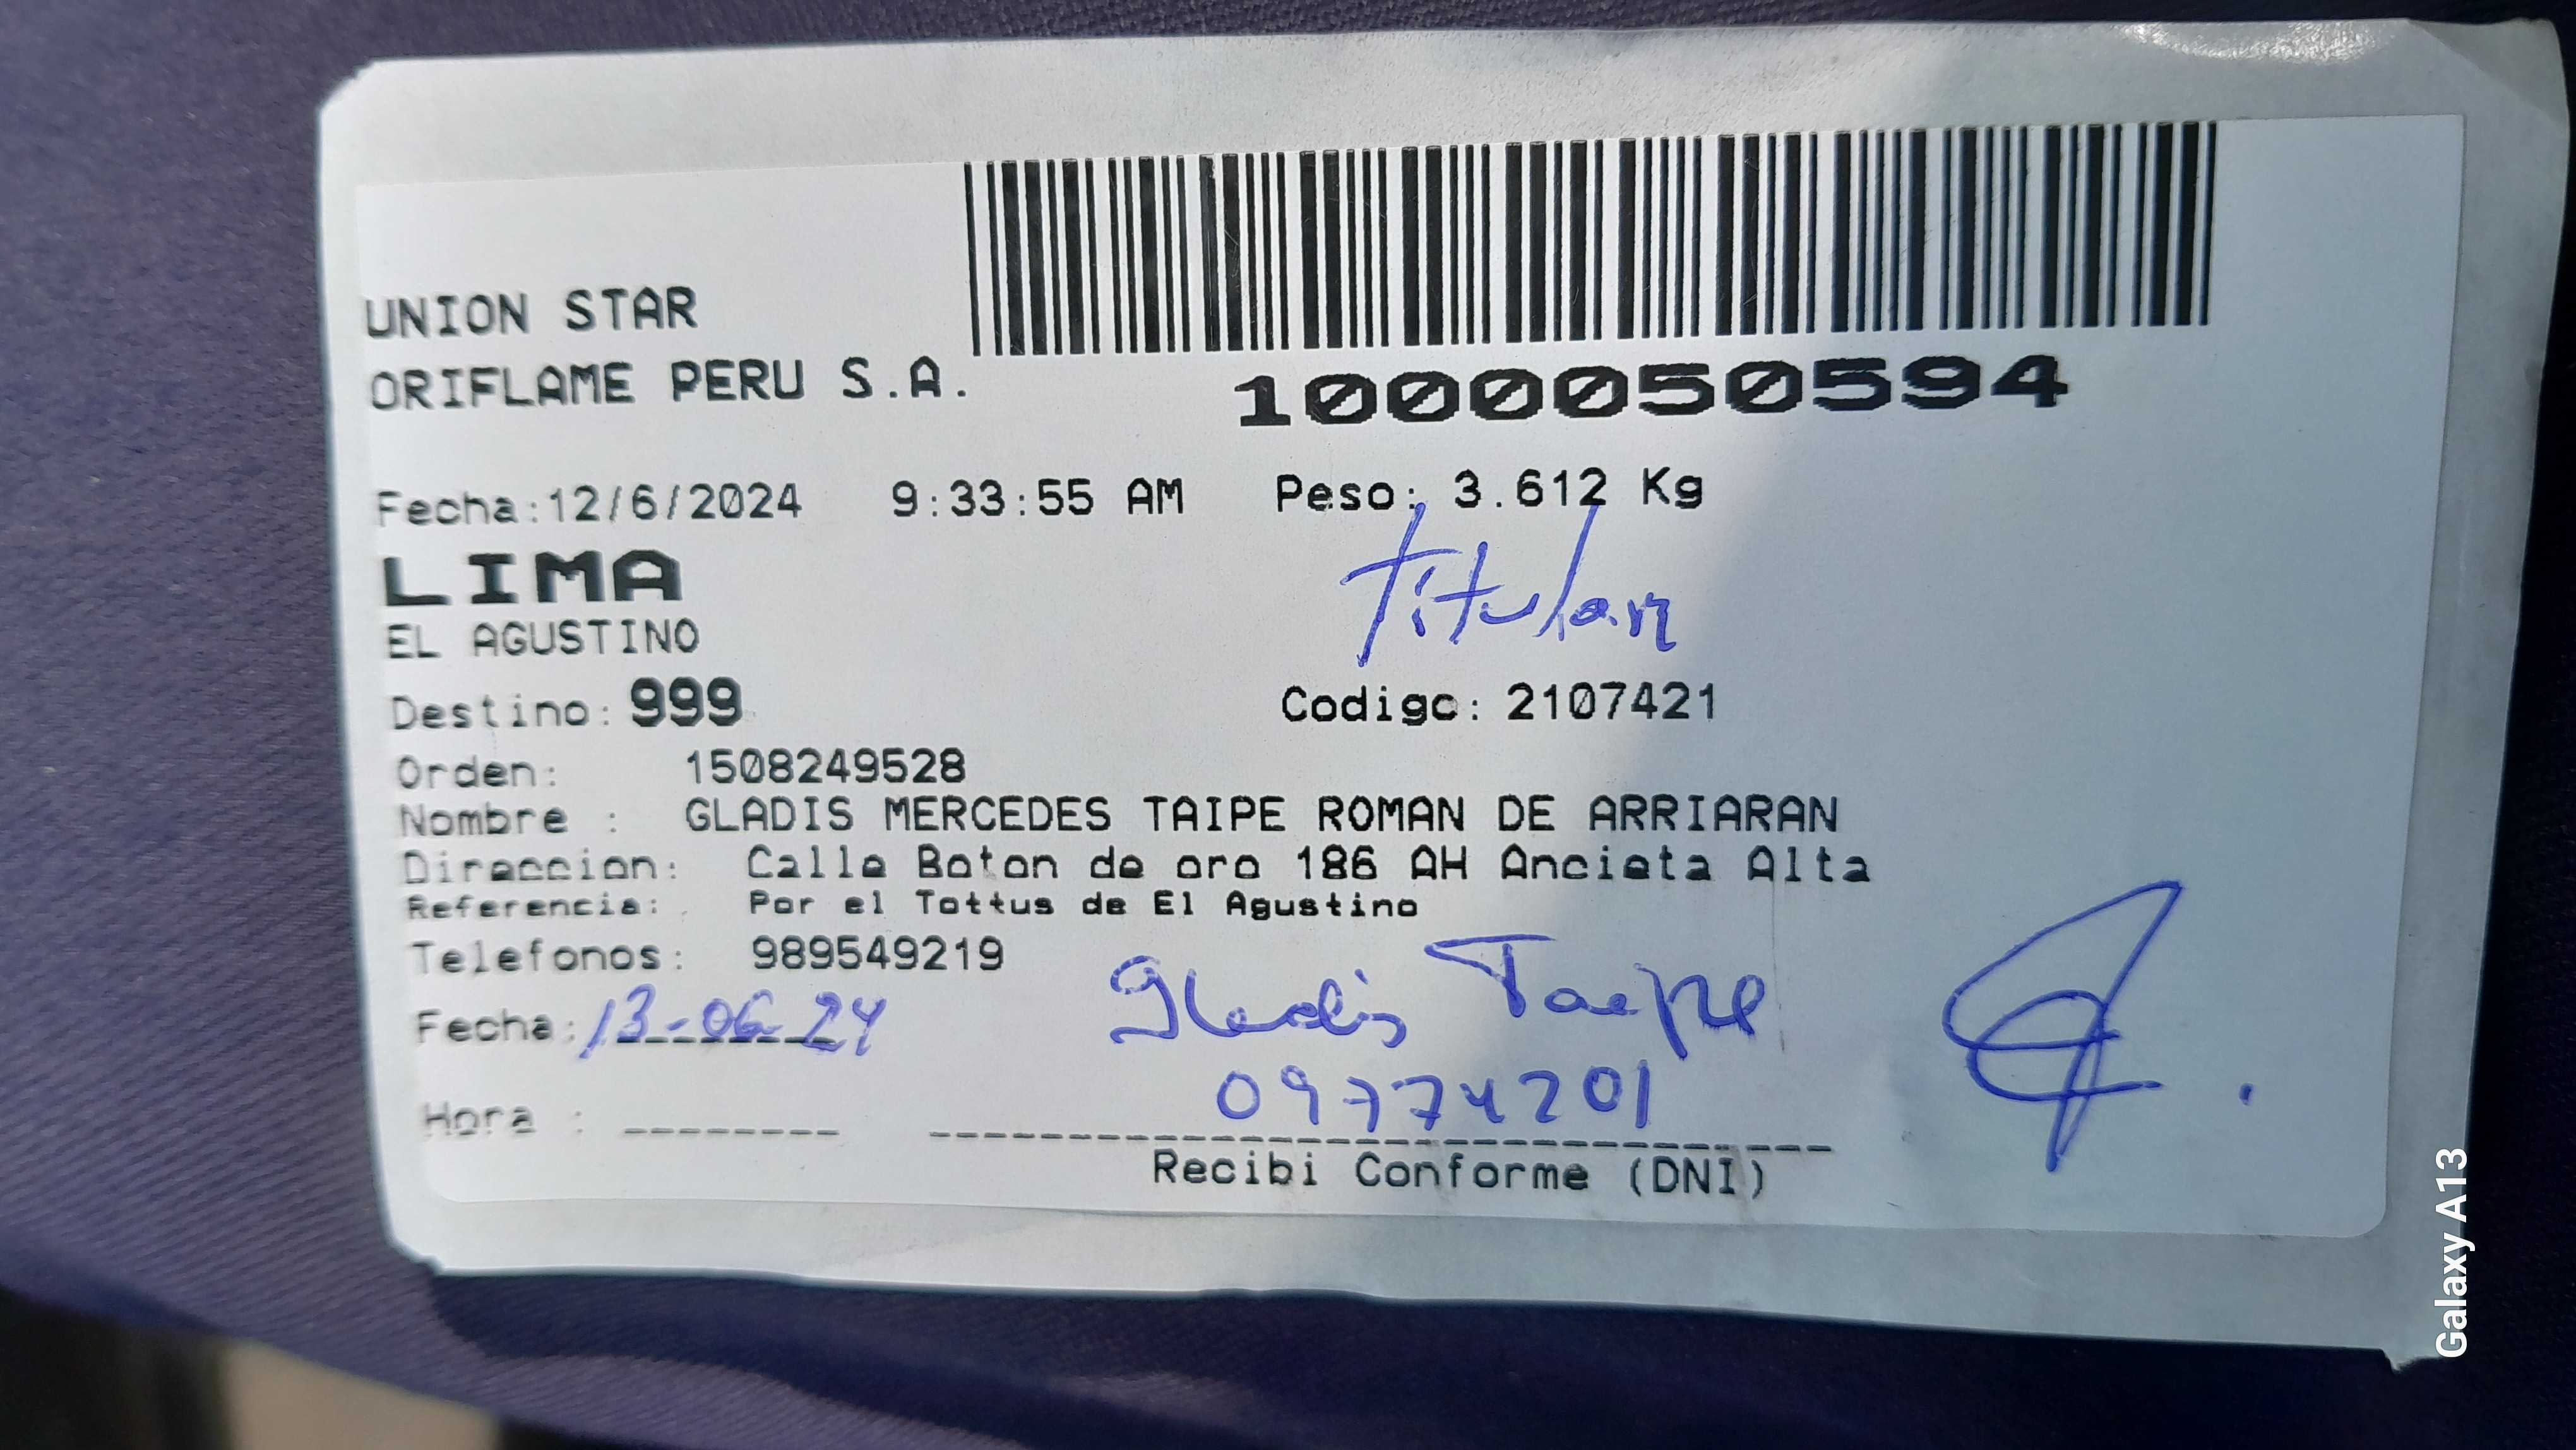 UNION STAR
ORIFLAME PERU S.A.
1000050594
Fecha:12/6/2024 9:33:55 AM Peso: 3.612 Kg
LIMA
titular
EL AGUSTINO
Destino: 999 Codigo: 2107421
Orden: 1508249528
Nombre : GLADIS MERCEDES TAIPE ROMAN DE ARRIARAN
Direccion: Calle Boton de oro 186 AH Ancieta Alta
Referencia: Por el Tottus de El Agustino
Telefonos: 989549219
Gladis Taipe
Fecha: 13-06-24
09774201
Hora :
Recibi Conforme (DNI)
Galaxy A13